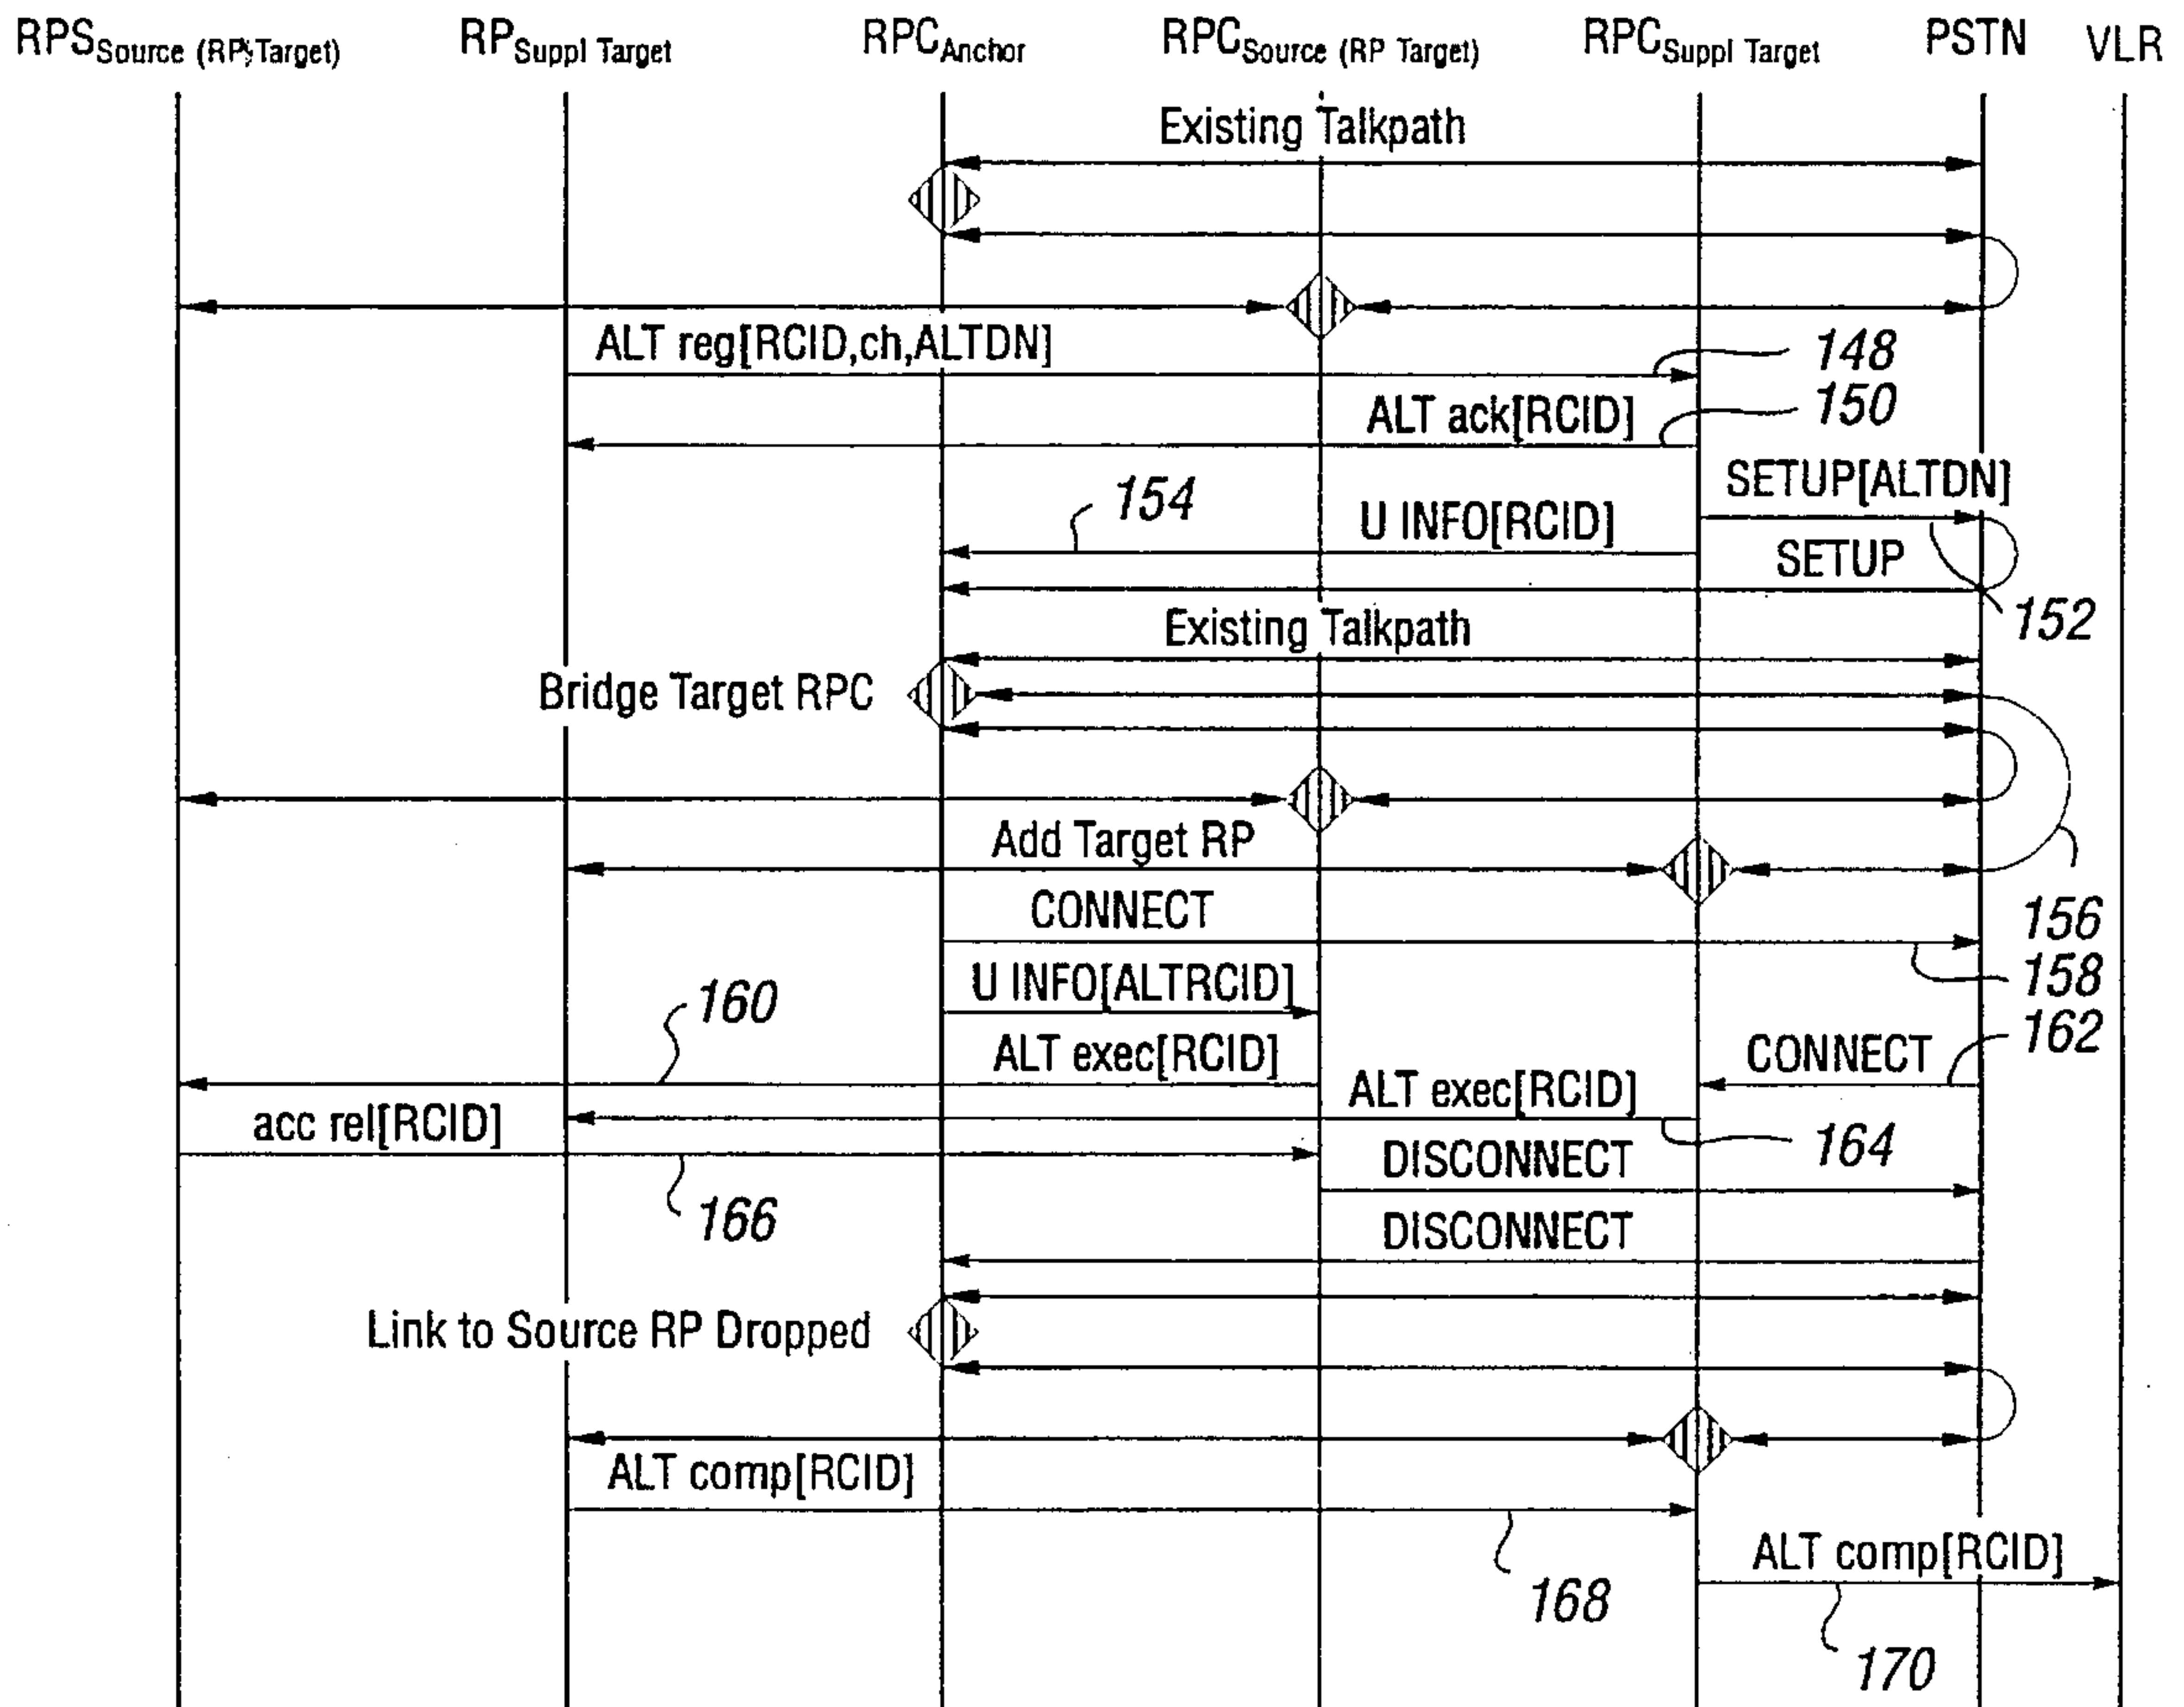 RPS Source (RP Target) RP Suppl Target RPC Anchor RPC Source (RP Target) RPC Suppl Target PSTN VLR
Existing Talkpath
ALT reg[RCID,ch,ALTDN] 148
ALT ack[RCID] 150
SETUP[ALTDN]
154 U INFO[RCID]
SETUP
152
Existing Talkpath
Bridge Target RPC
Add Target RP
CONNECT
156
158
U INFO[ALTRCID]
160
162
ALT exec[RCID] CONNECT
ALT exec[RCID]
acc rel[RCID]
164
DISCONNECT
166
DISCONNECT
Link to Source RP Dropped
ALT comp[RCID]
ALT comp[RCID]
168
170